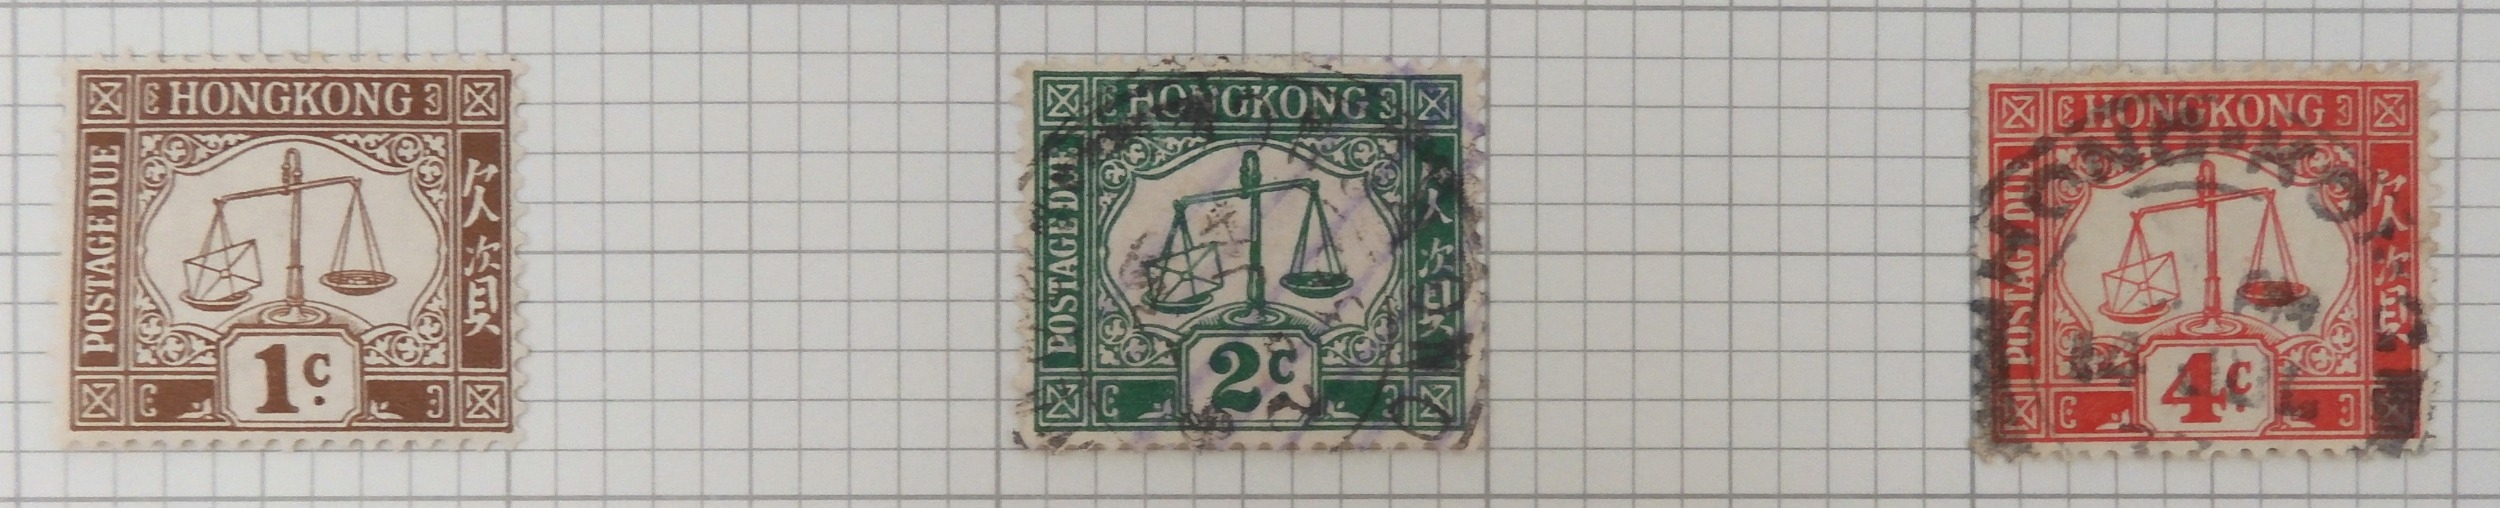 HONGKONG
POSTAGE DUE
欠資
1c.
HONGKONG
POSTAGE DUE
欠資
2c.
HONGKONG
POSTAGE DUE
欠資
4c.